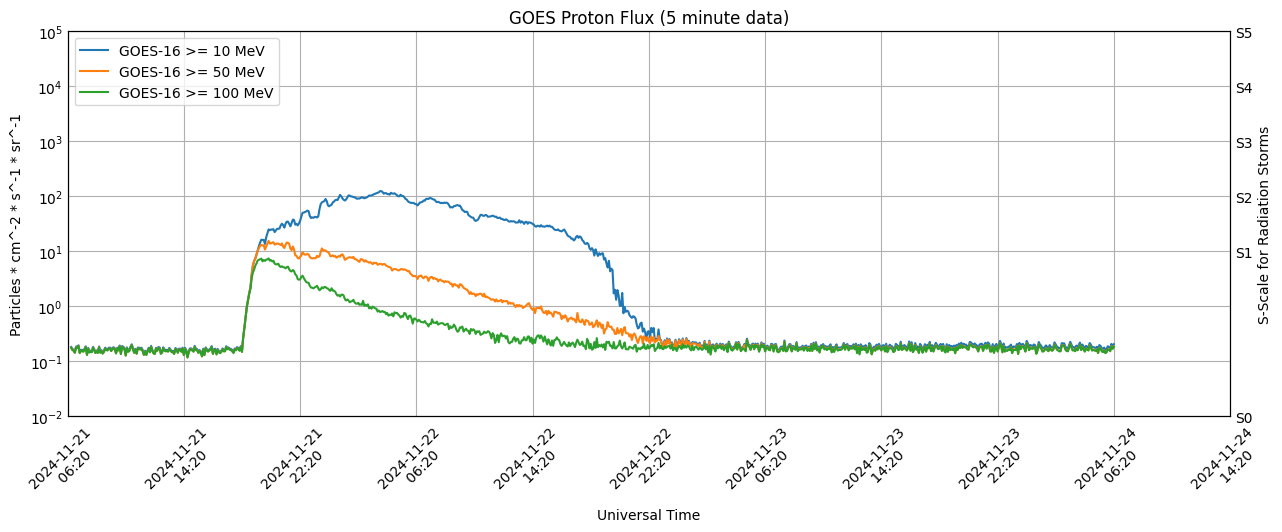 GOES Proton Flux (5 minute data)
GOES-16 >= 10 MeV
GOES-16 >= 50 MeV
GOES-16 >= 100 MeV
Particles * cm^-2 * s^-1 * sr^-1
10^5
10^4
10^3
10^2
10^1
10^0
10^-1
10^-2
S5
S4
S3
S2
S1
S0
S-Scale for Radiation Storms
2024-11-21
06:20
2024-11-21
14:20
2024-11-21
22:20
2024-11-22
06:20
2024-11-22
14:20
2024-11-22
22:20
2024-11-23
06:20
2024-11-23
14:20
2024-11-23
22:20
2024-11-24
06:20
2024-11-24
14:20
Universal Time